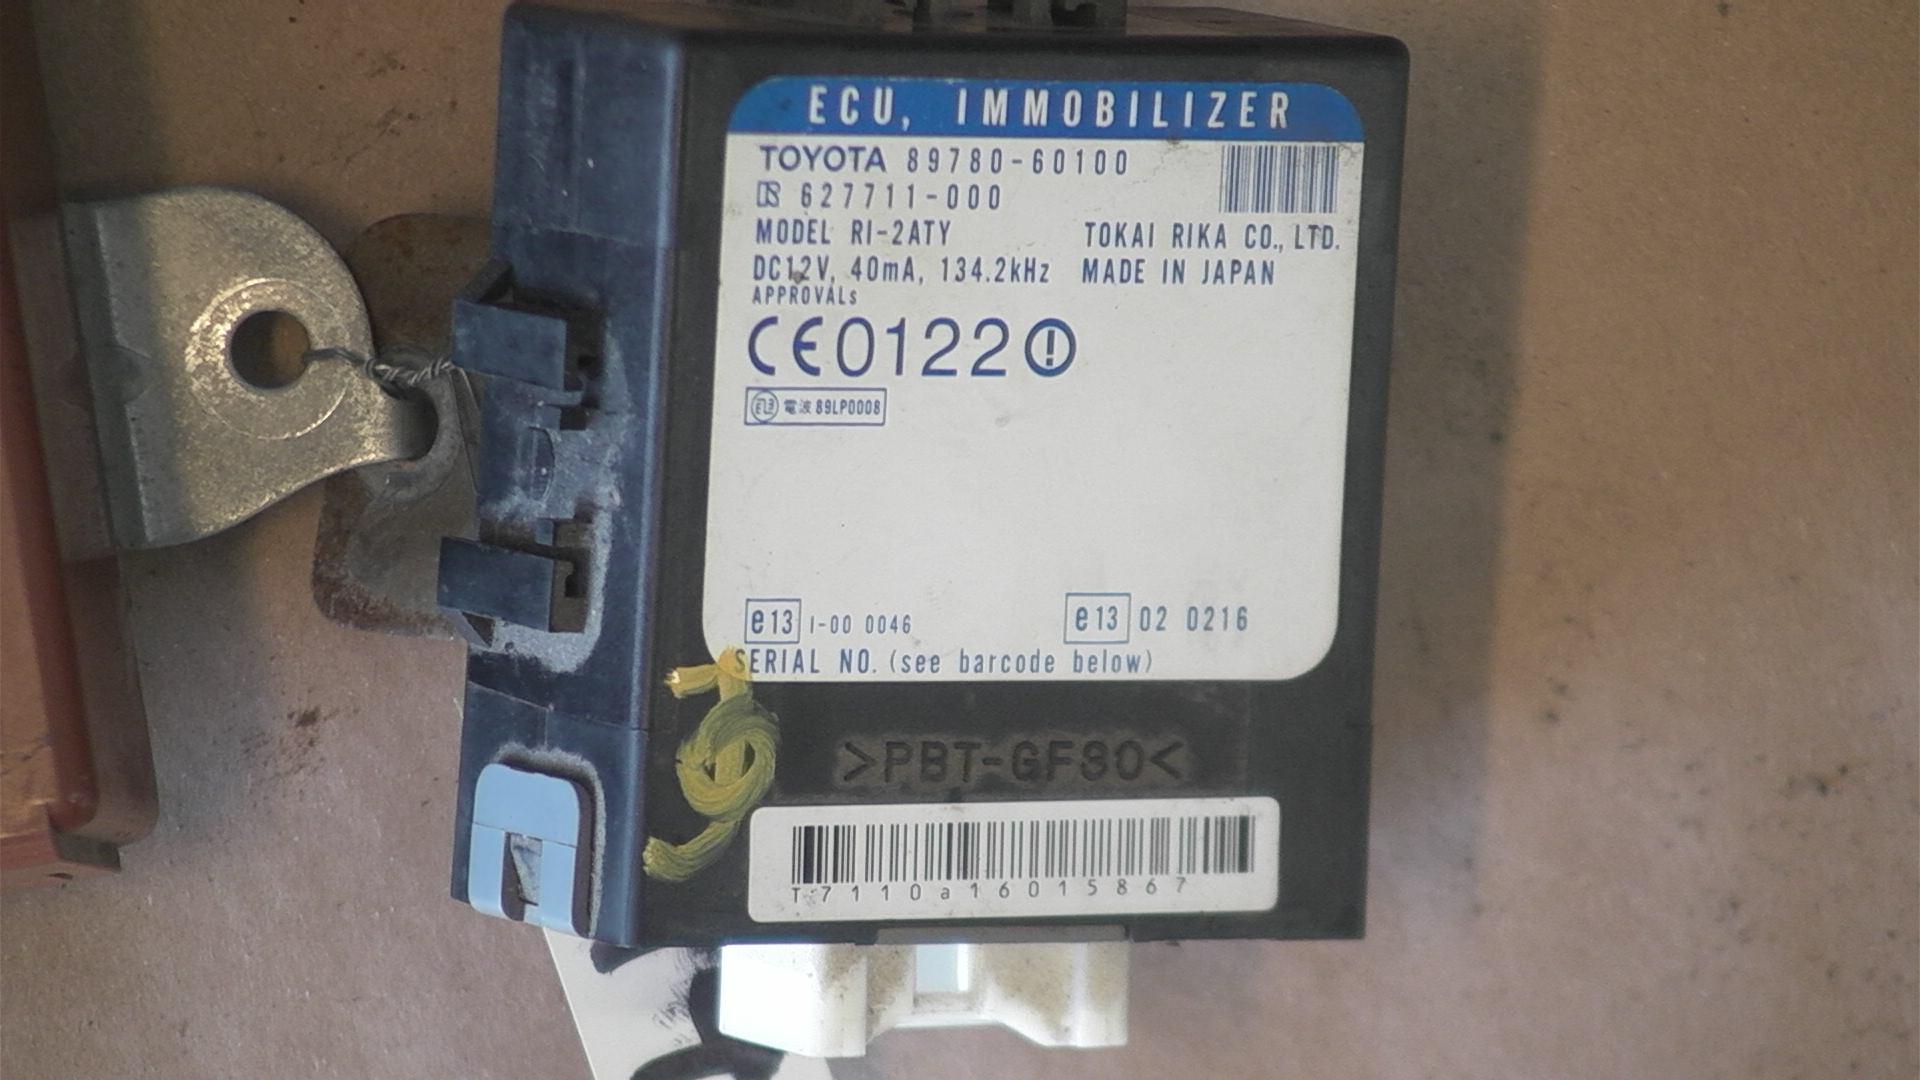 ECU, IMMOBILIZER
TOYOTA 89780-60100
627711-000
MODEL RI-2ATY
TOKAI RIKA CO., LTD.
DC12V, 40mA, 134.2kHz
MADE IN JAPAN
APPROVALs
CE0122
電波 89LP0008
e13 I-00 0046
e13 02 0216
SERIAL NO. (see barcode below)
>PBT-GF30<
T7110a16015867